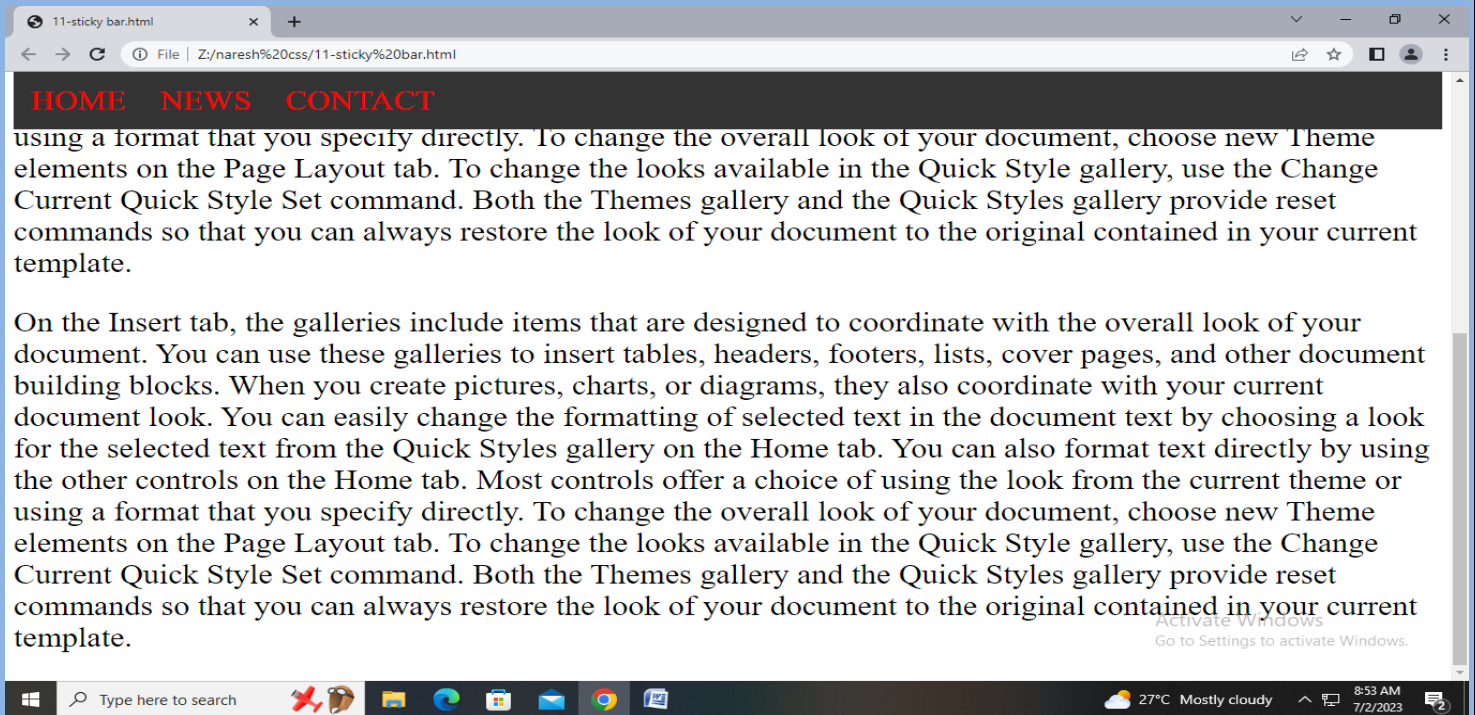 11-sticky bar.html
File
Z:/naresh%20css/11-sticky%20bar.html
HOME NEWS CONTACT
using a format that you specify directly. To change the overall look of your document, choose new Theme
elements on the Page Layout tab. To change the looks available in the Quick Style gallery, use the Change
Current Quick Style Set command. Both the Themes gallery and the Quick Styles gallery provide reset
commands so that you can always restore the look of your document to the original contained in your current
template.
On the Insert tab, the galleries include items that are designed to coordinate with the overall look of your
document. You can use these galleries to insert tables, headers, footers, lists, cover pages, and other document
building blocks. When you create pictures, charts, or diagrams, they also coordinate with your current
document look. You can easily change the formatting of selected text in the document text by choosing a look
for the selected text from the Quick Styles gallery on the Home tab. You can also format text directly by using
the other controls on the Home tab. Most controls offer a choice of using the look from the current theme or
using a format that you specify directly. To change the overall look of your document, choose new Theme
elements on the Page Layout tab. To change the looks available in the Quick Style gallery, use the Change
Current Quick Style Set command. Both the Themes gallery and the Quick Styles gallery provide reset
commands so that you can always restore the look of your document to the original contained in your current
template.
Activate Windows
Go to Settings to activate Windows.
Type here to search
27°C Mostly cloudy
8:53 AM
7/2/2023
2